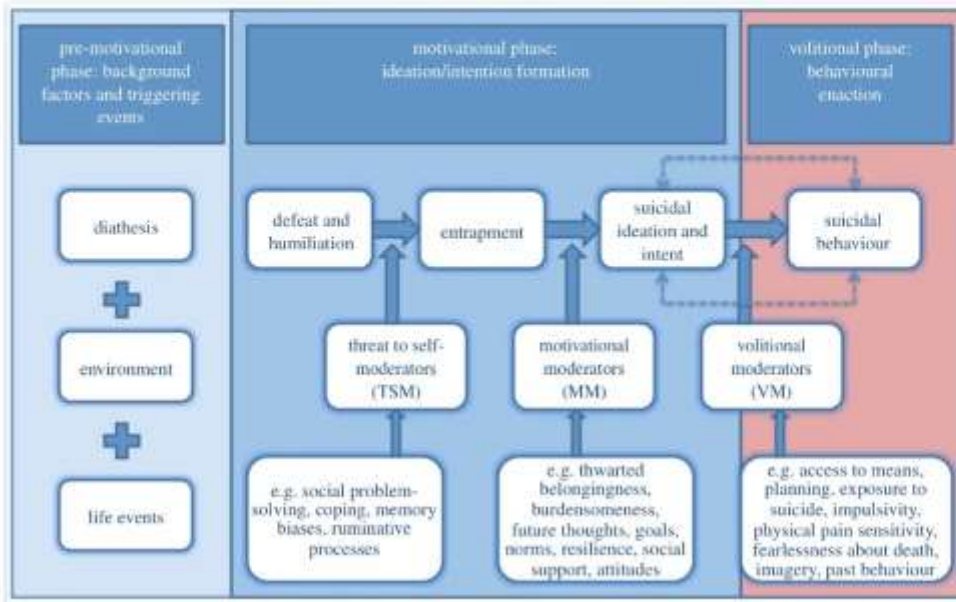 pre-motivational
phase: background
factors and triggering
events
motivational phase:
ideation/intention formation
volitional phase:
behavioural
enaction
diathesis
environment
life events
defeat and
humiliation
entrapment
suicidal
ideation and
intent
suicidal
behaviour
threat to self-
moderators
(TSM)
motivational
moderators
(MM)
volitional
moderators
(VM)
e.g. social problem-
solving, coping, memory
biases, ruminative
processes
e.g. thwarted
belongingness,
burdensomeness,
future thoughts, goals,
norms, resilience, social
support, attitudes
e.g. access to means,
planning, exposure to
suicide, impulsivity,
physical pain sensitivity,
fearlessness about death,
imagery, past behaviour